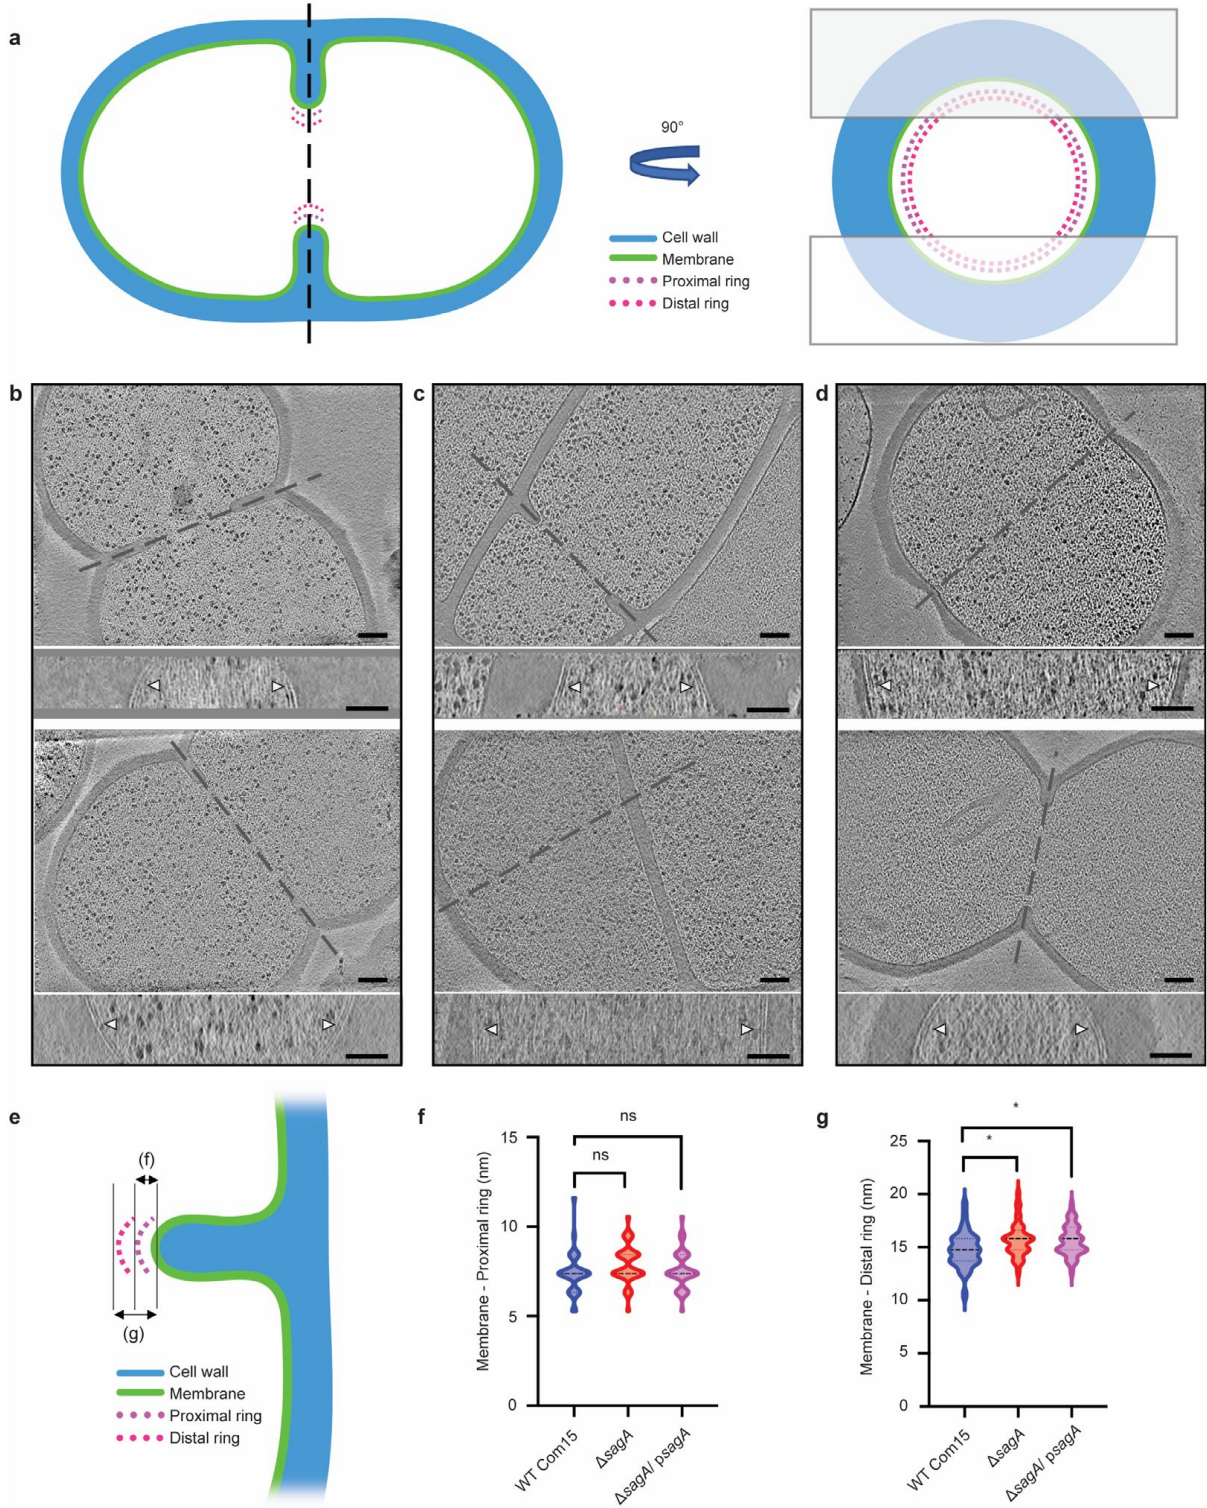 a
90°
Cell wall
Membrane
Proximal ring
Distal ring
b
c
d
e
(f)
(g)
Cell wall
Membrane
Proximal ring
Distal ring
f
Membrane - Proximal ring (nm)
15
10
5
0
ns
ns
WT Com15
ΔsagA
ΔsagA/ psagA
g
Membrane - Distal ring (nm)
25
20
15
10
5
0
*
*
WT Com15
ΔsagA
ΔsagA/ psagA